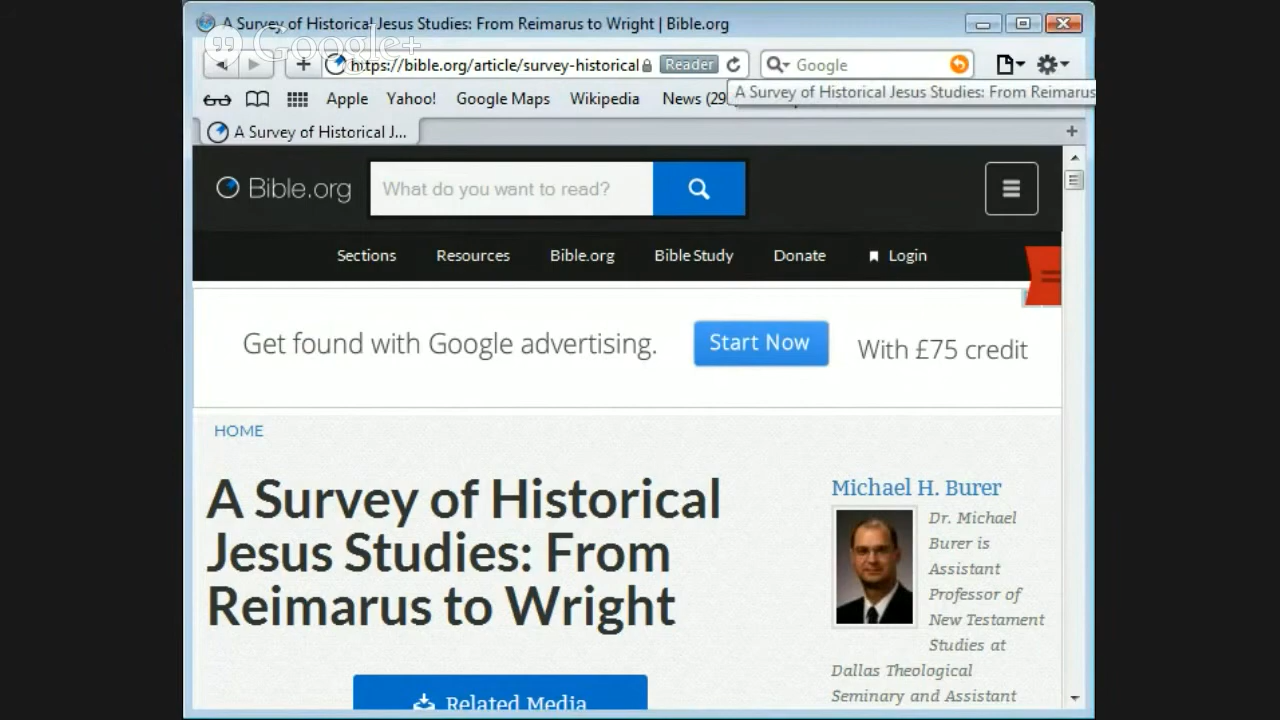 A Survey of Historical Jesus Studies: From Reimarus to Wright | Bible.org
Google+
https://bible.org/article/survey-historical
Reader
Google
A Survey of Historical Jesus Studies: From Reimarus
Apple
Yahoo!
Google Maps
Wikipedia
News (29
A Survey of Historical J...
Bible.org
What do you want to read?
Sections
Resources
Bible.org
Bible Study
Donate
Login
Get found with Google advertising.
Start Now
With £75 credit
HOME
A Survey of Historical
Jesus Studies: From
Reimarus to Wright
Related Media
Michael H. Burer
Dr. Michael
Burer is
Assistant
Professor of
New Testament
Studies at
Dallas Theological
Seminary and Assistant